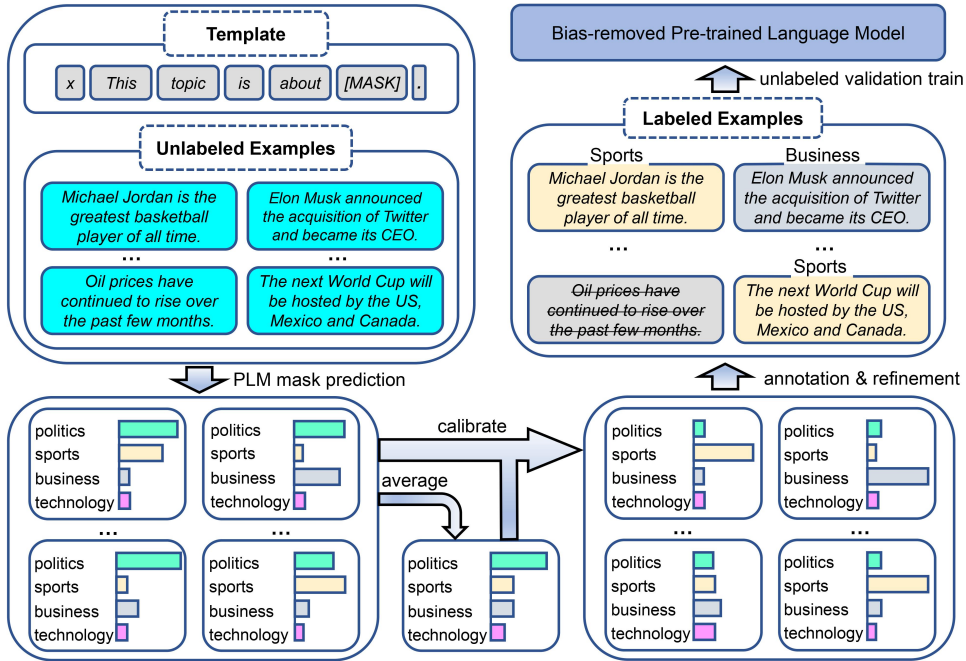 Template
x This topic is about [MASK] .
Unlabeled Examples
Michael Jordan is the
greatest basketball
player of all time.
Elon Musk announced
the acquisition of Twitter
and became its CEO.
...
...
Oil prices have
continued to rise over
the past few months.
The next World Cup will
be hosted by the US,
Mexico and Canada.
PLM mask prediction
politics
sports
business
technology
politics
sports
business
technology
...
...
politics
sports
business
technology
politics
sports
business
technology
calibrate
average
politics
sports
business
technology
politics
sports
business
technology
politics
sports
business
technology
...
...
politics
sports
business
technology
politics
sports
business
technology
annotation & refinement
Labeled Examples
Sports
Michael Jordan is the
greatest basketball
player of all time.
Business
Elon Musk announced
the acquisition of Twitter
and became its CEO.
...
...
Oil prices have
continued to rise over
the past few months.
Sports
The next World Cup will
be hosted by the US,
Mexico and Canada.
unlabeled validation train
Bias-removed Pre-trained Language Model